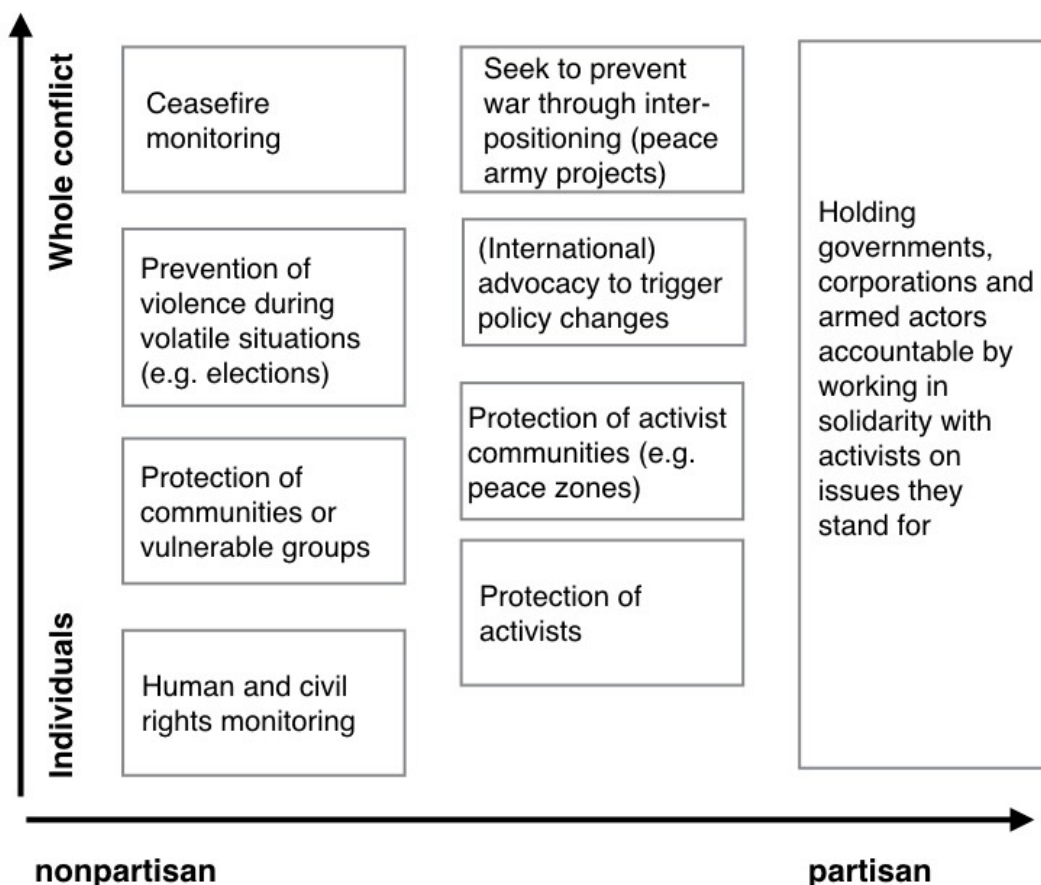 Whole conflict
Individuals
Ceasefire
monitoring
Prevention of
violence during
volatile situations
(e.g. elections)
Protection of
communities or
vulnerable groups
Human and civil
rights monitoring
Seek to prevent
war through inter-
positioning (peace
army projects)
(International)
advocacy to trigger
policy changes
Protection of activist
communities (e.g.
peace zones)
Protection of
activists
Holding
governments,
corporations and
armed actors
accountable by
working in
solidarity with
activists on
issues they
stand for
nonpartisan
partisan